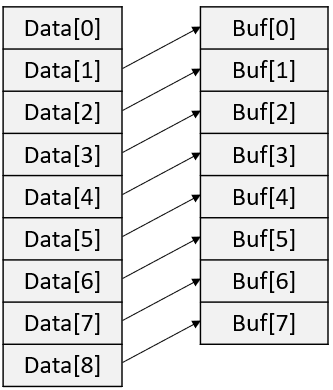 Data[0] Buf[0]
Data[1] Buf[1]
Data[2] Buf[2]
Data[3] Buf[3]
Data[4] Buf[4]
Data[5] Buf[5]
Data[6] Buf[6]
Data[7] Buf[7]
Data[8]